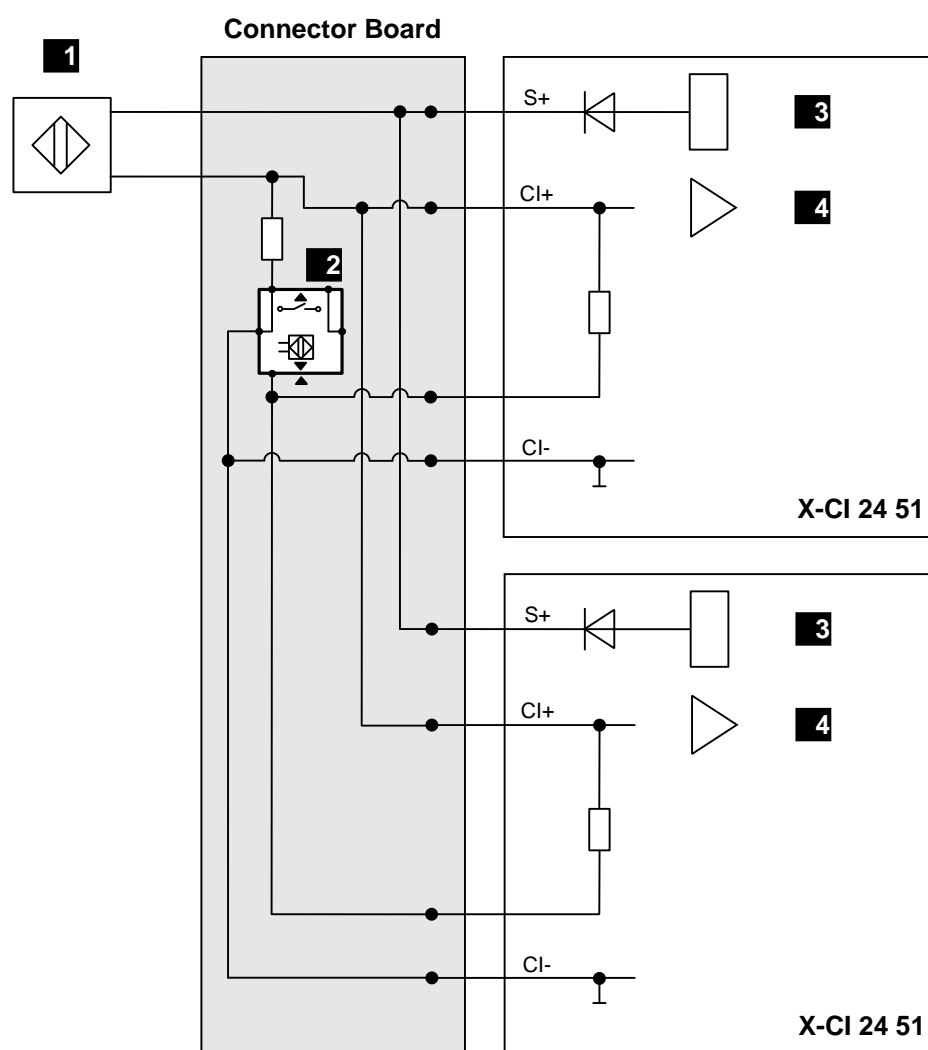 Connector Board
1
S+
3
CI+
4
2
CI-
X-CI 24 51
S+
3
CI+
4
CI-
X-CI 24 51